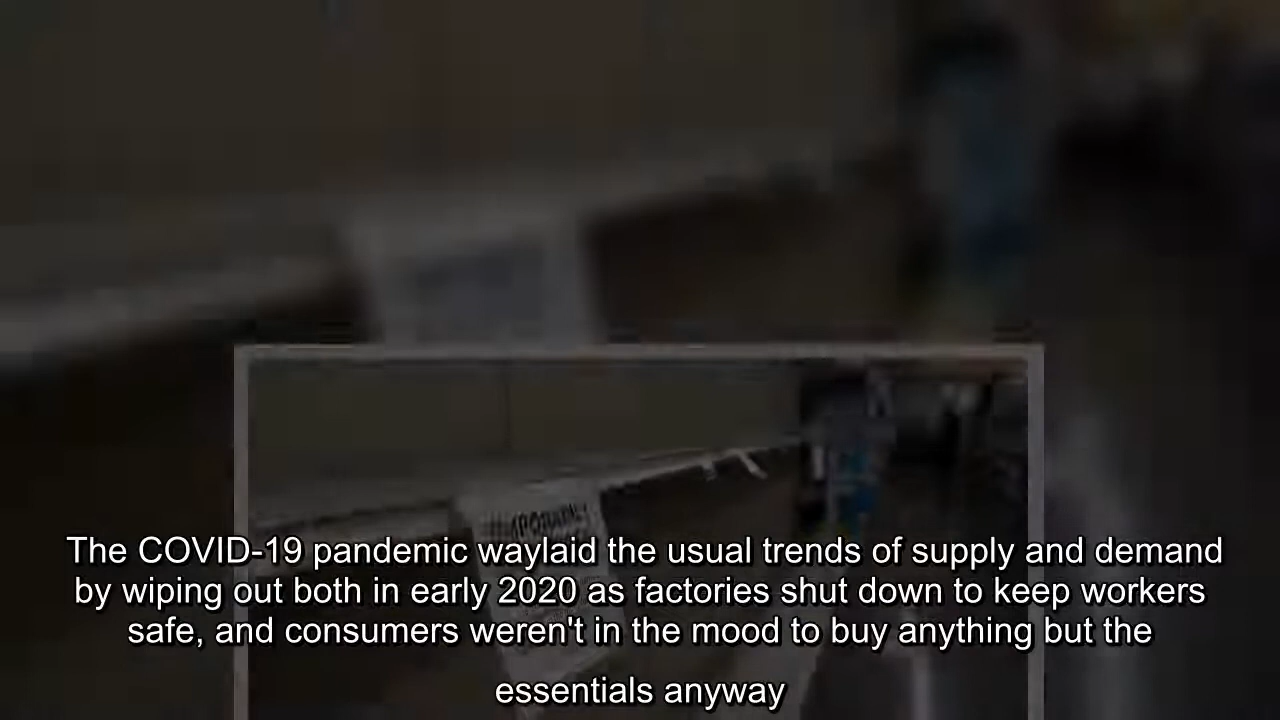 The COVID-19 pandemic waylaid the usual trends of supply and demand
by wiping out both in early 2020 as factories shut down to keep workers
safe, and consumers weren't in the mood to buy anything but the
essentials anyway